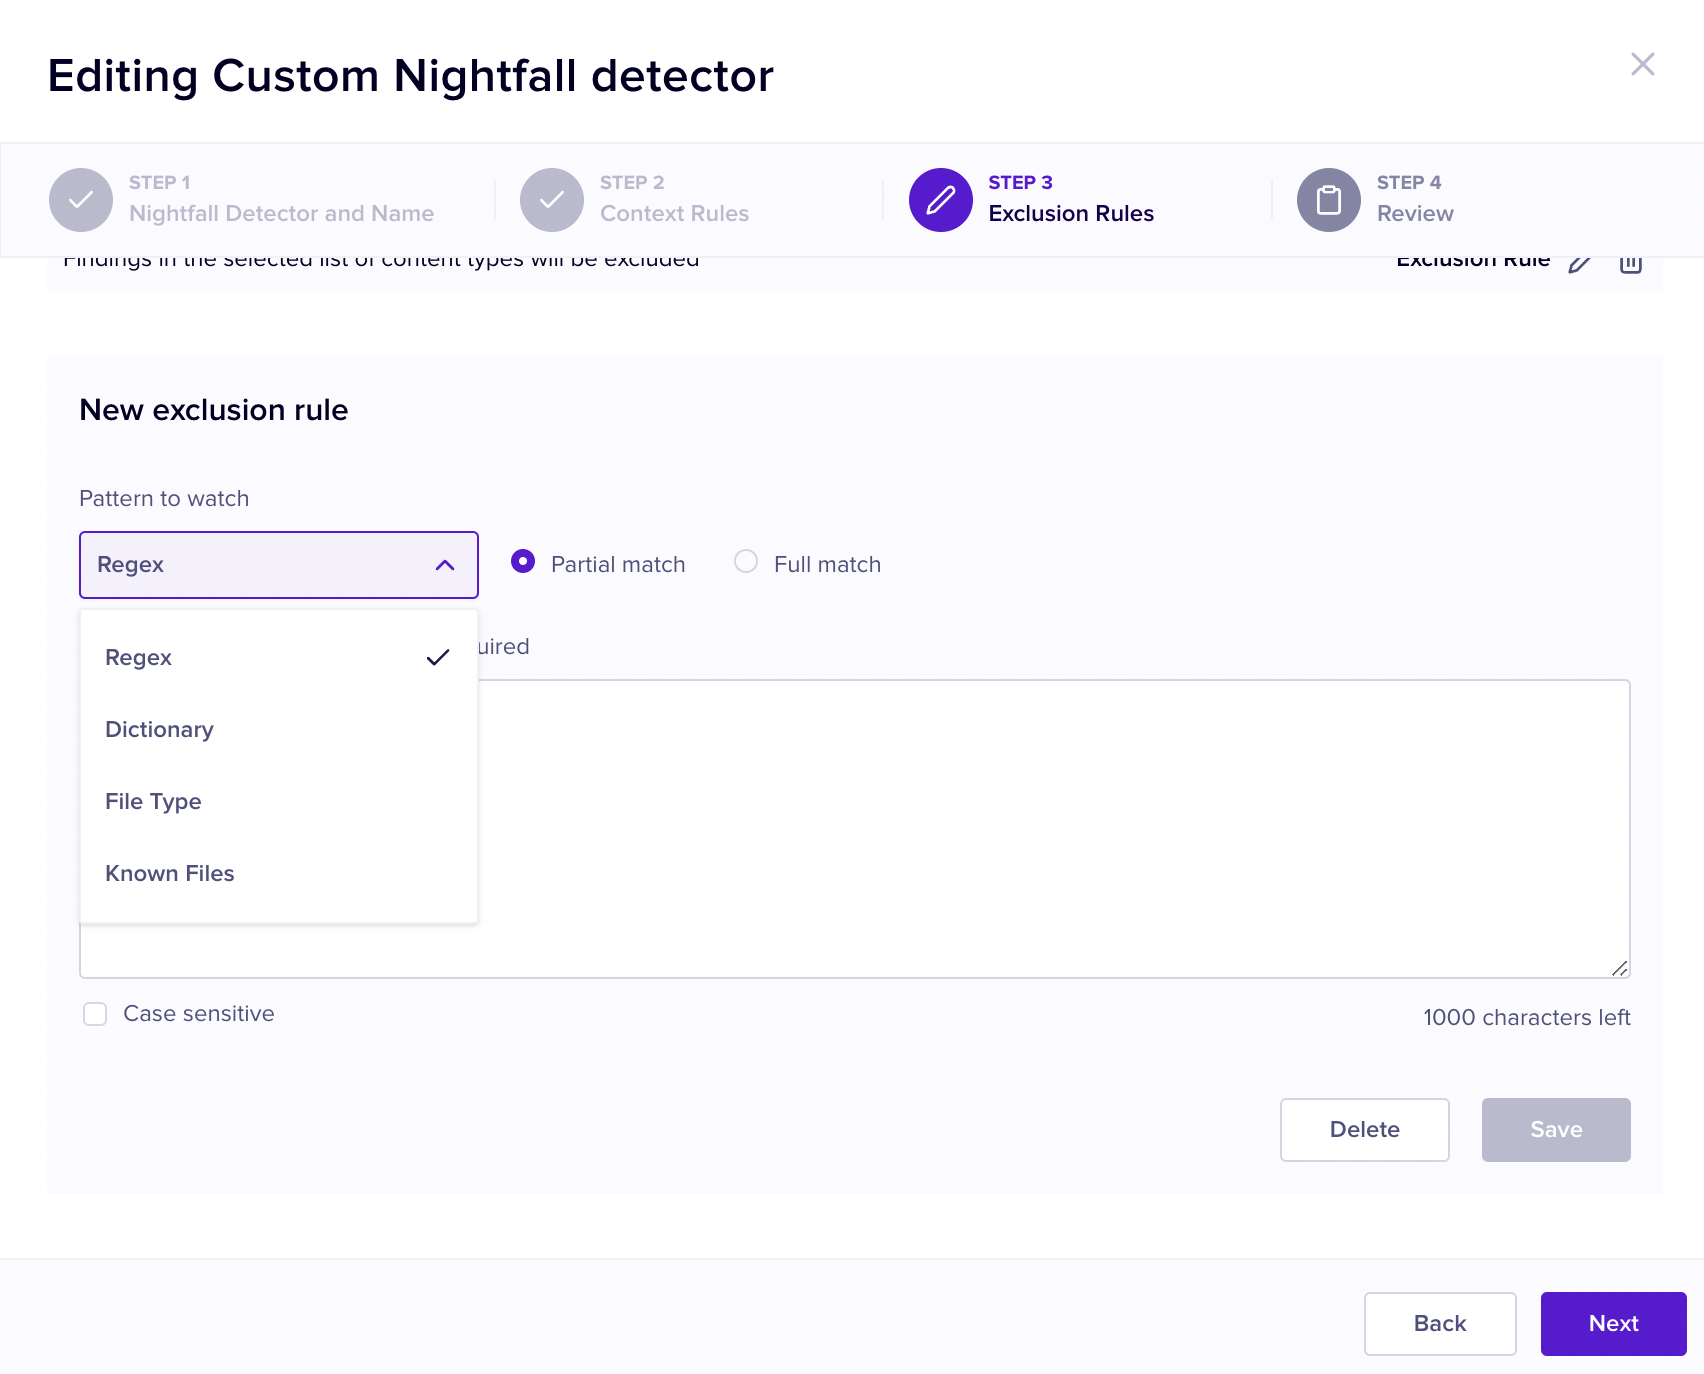 Editing Custom Nightfall detector
STEP 1
Nightfall Detector and Name
STEP 2
Context Rules
STEP 3
Exclusion Rules
STEP 4
Review
Findings in the selected list of content types will be excluded
Exclusion Rule
New exclusion rule
Pattern to watch
Regex
Partial match
Full match
uired
Regex
Dictionary
File Type
Known Files
Case sensitive
1000 characters left
Delete
Save
Back
Next